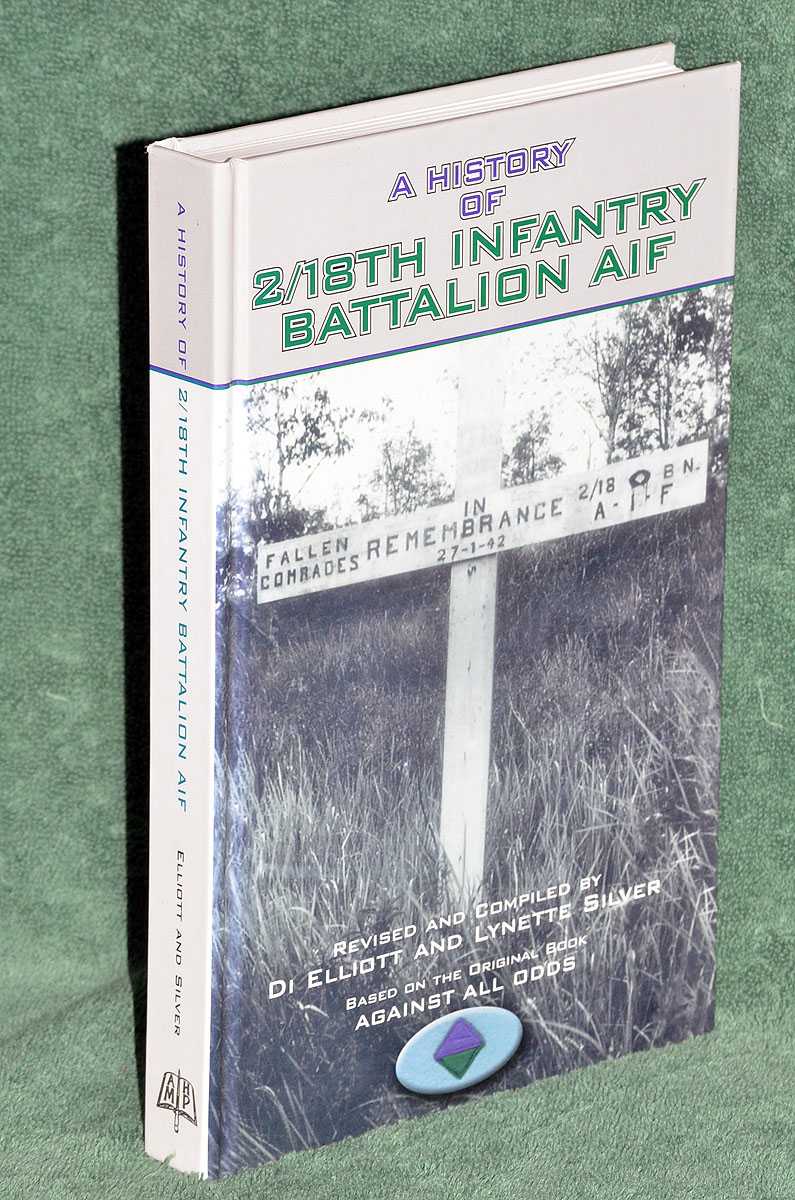 A HISTORY
OF
2/18TH INFANTRY
BATTALION AIF
FALLEN
COMRADES
IN
REMEMBRANCE
27-1-42
2/18 BN.
A-I-F
REVISED AND COMPILED BY
DI ELLIOTT AND LYNETTE SILVER
BASED ON THE ORIGINAL BOOK
AGAINST ALL ODDS
A HISTORY OF 2/18TH INFANTRY BATTALION AIF
ELLIOTT AND SILVER
A H
M P